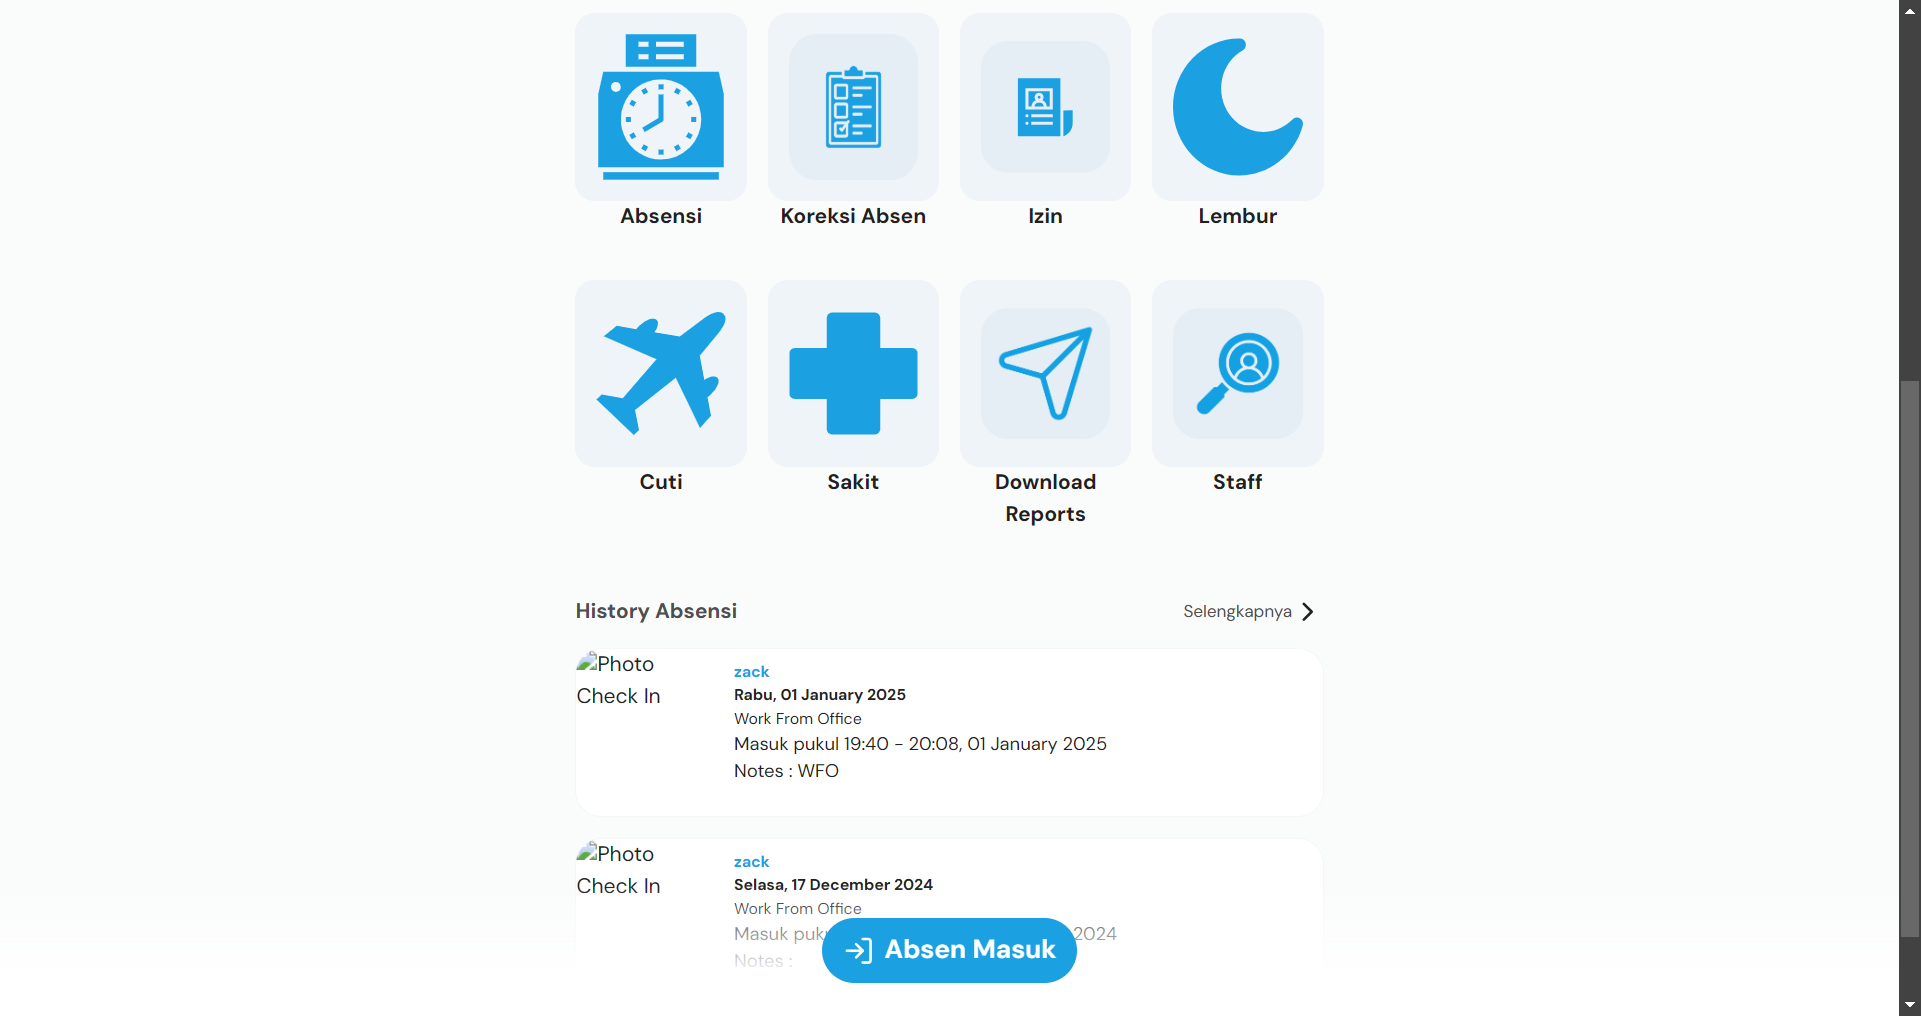 Absensi
Koreksi Absen
Izin
Lembur
Cuti
Sakit
Download
Reports
Staff
History Absensi
Selengkapnya
Photo
Check In
zack
Rabu, 01 January 2025
Work From Office
Masuk pukul 19:40 - 20:08, 01 January 2025
Notes : WFO
Photo
Check In
zack
Selasa, 17 December 2024
Work From Office
Masuk 2024
Notes :
Absen Masuk